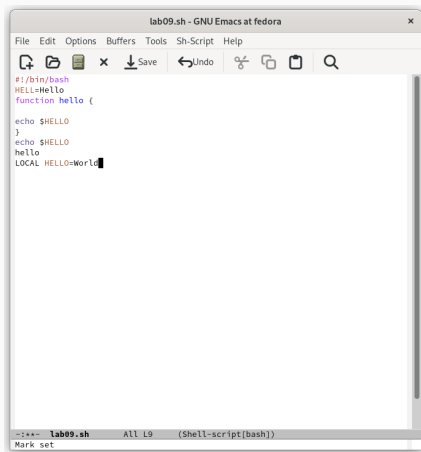 lab09.sh - GNU Emacs at fedora
File Edit Options Buffers Tools Sh-Script Help
Save Undo
#!/bin/bash
HELL=Hello
function hello {
echo $HELLO
}
echo $HELLO
hello
LOCAL HELLO=World
-:**- lab09.sh All L9 (Shell-script[bash])
Mark set